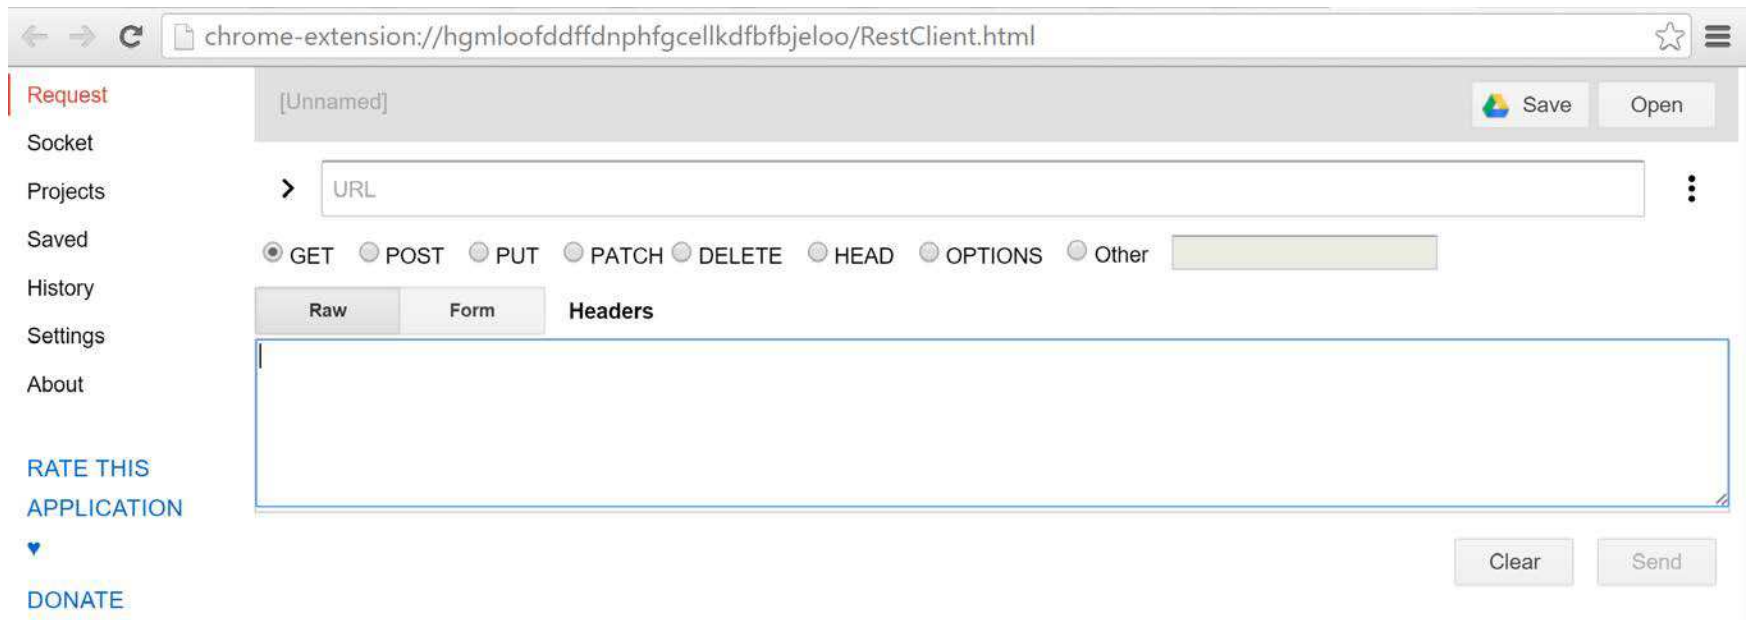 chrome-extension://hgmloofddffdnphfgcellkdfbfbjeloo/RestClient.html
Request
Socket
Projects
Saved
History
Settings
About
RATE THIS
APPLICATION
♥
DONATE
[Unnamed]
Save
Open
URL
GET POST PUT PATCH DELETE HEAD OPTIONS Other
Raw Form Headers
Clear
Send